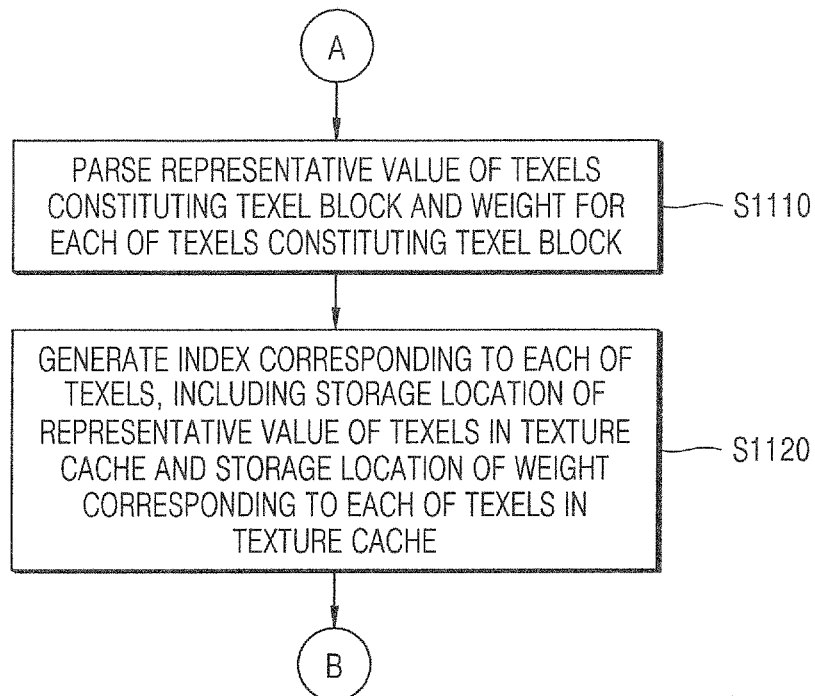 A
PARSE REPRESENTATIVE VALUE OF TEXELS
CONSTITUTING TEXEL BLOCK AND WEIGHT FOR
EACH OF TEXELS CONSTITUTING TEXEL BLOCK
S1110
GENERATE INDEX CORRESPONDING TO EACH OF
TEXELS, INCLUDING STORAGE LOCATION OF
REPRESENTATIVE VALUE OF TEXELS IN TEXTURE
CACHE AND STORAGE LOCATION OF WEIGHT
CORRESPONDING TO EACH OF TEXELS IN
TEXTURE CACHE
S1120
B